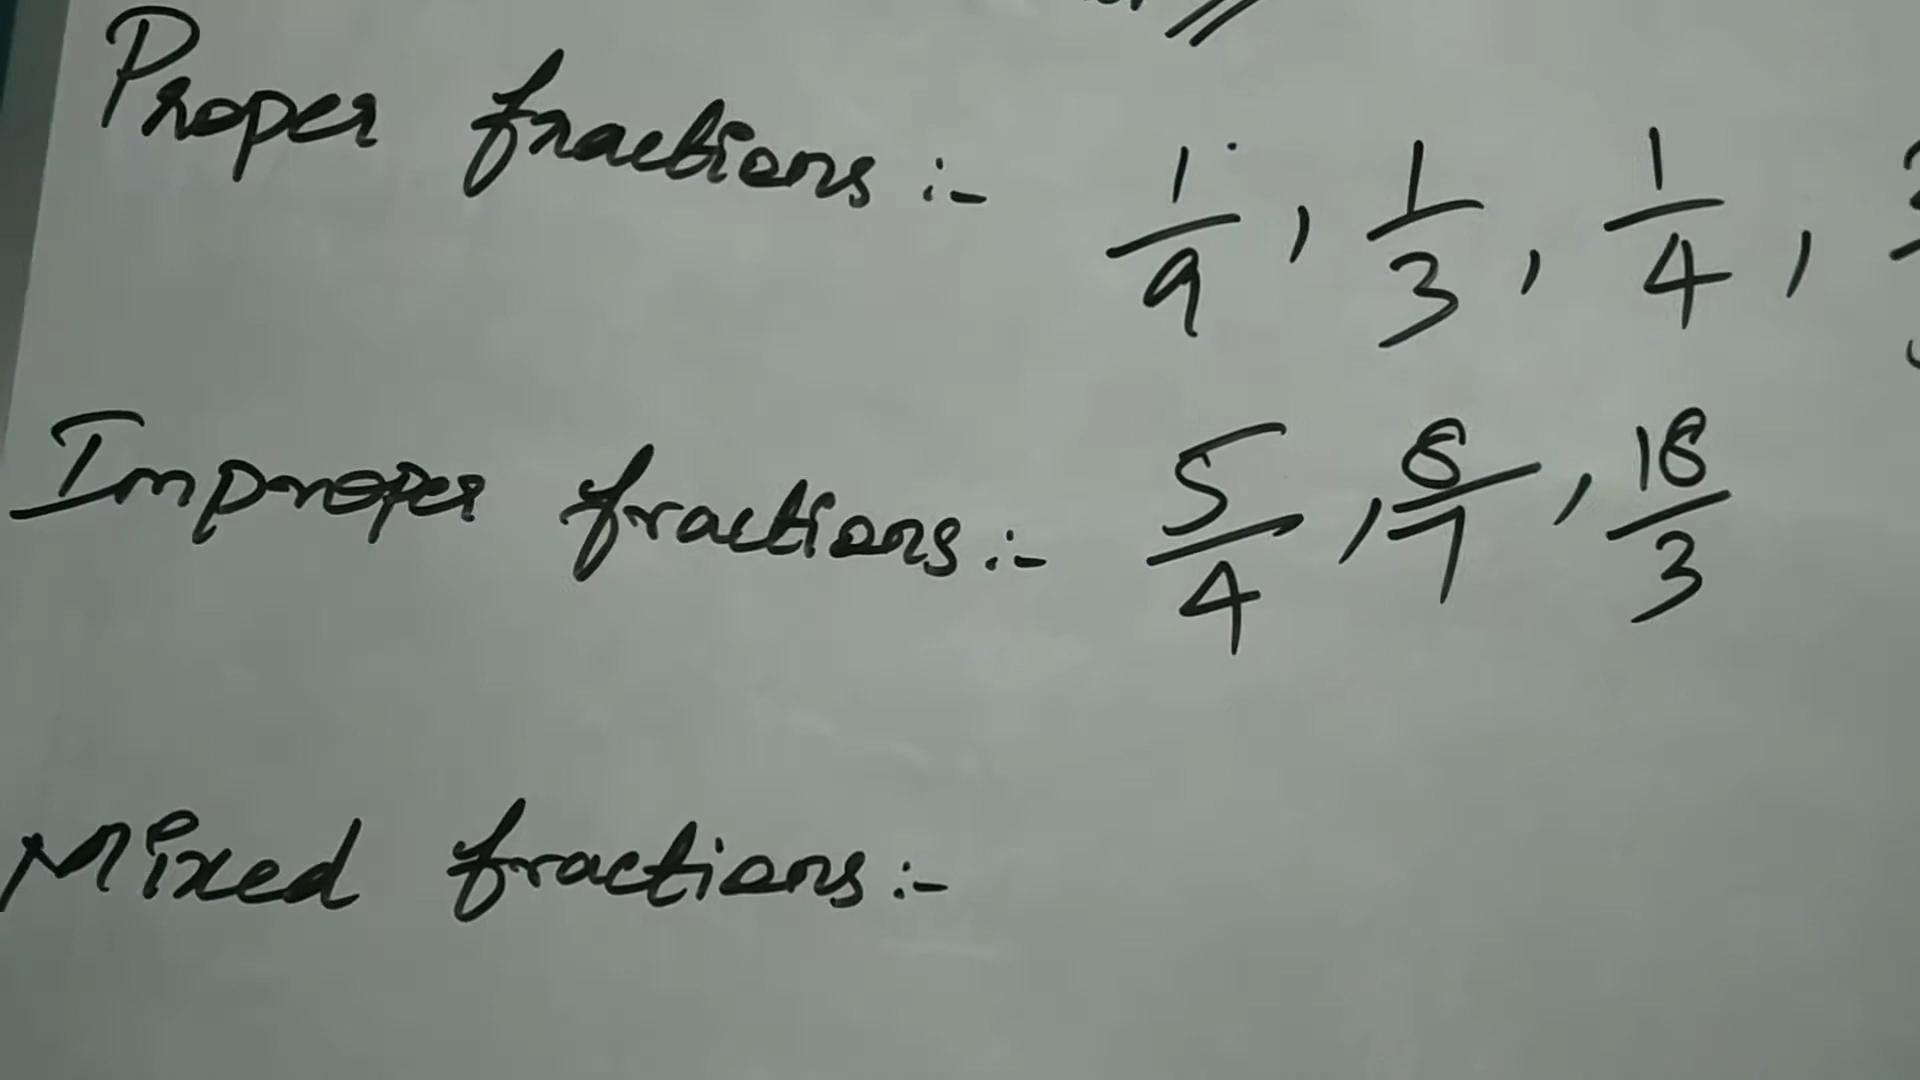 Proper fractions :- 1/9, 1/3, 1/4,
Improper fractions :- 5/4, 8/7, 18/3
Mixed fractions :-